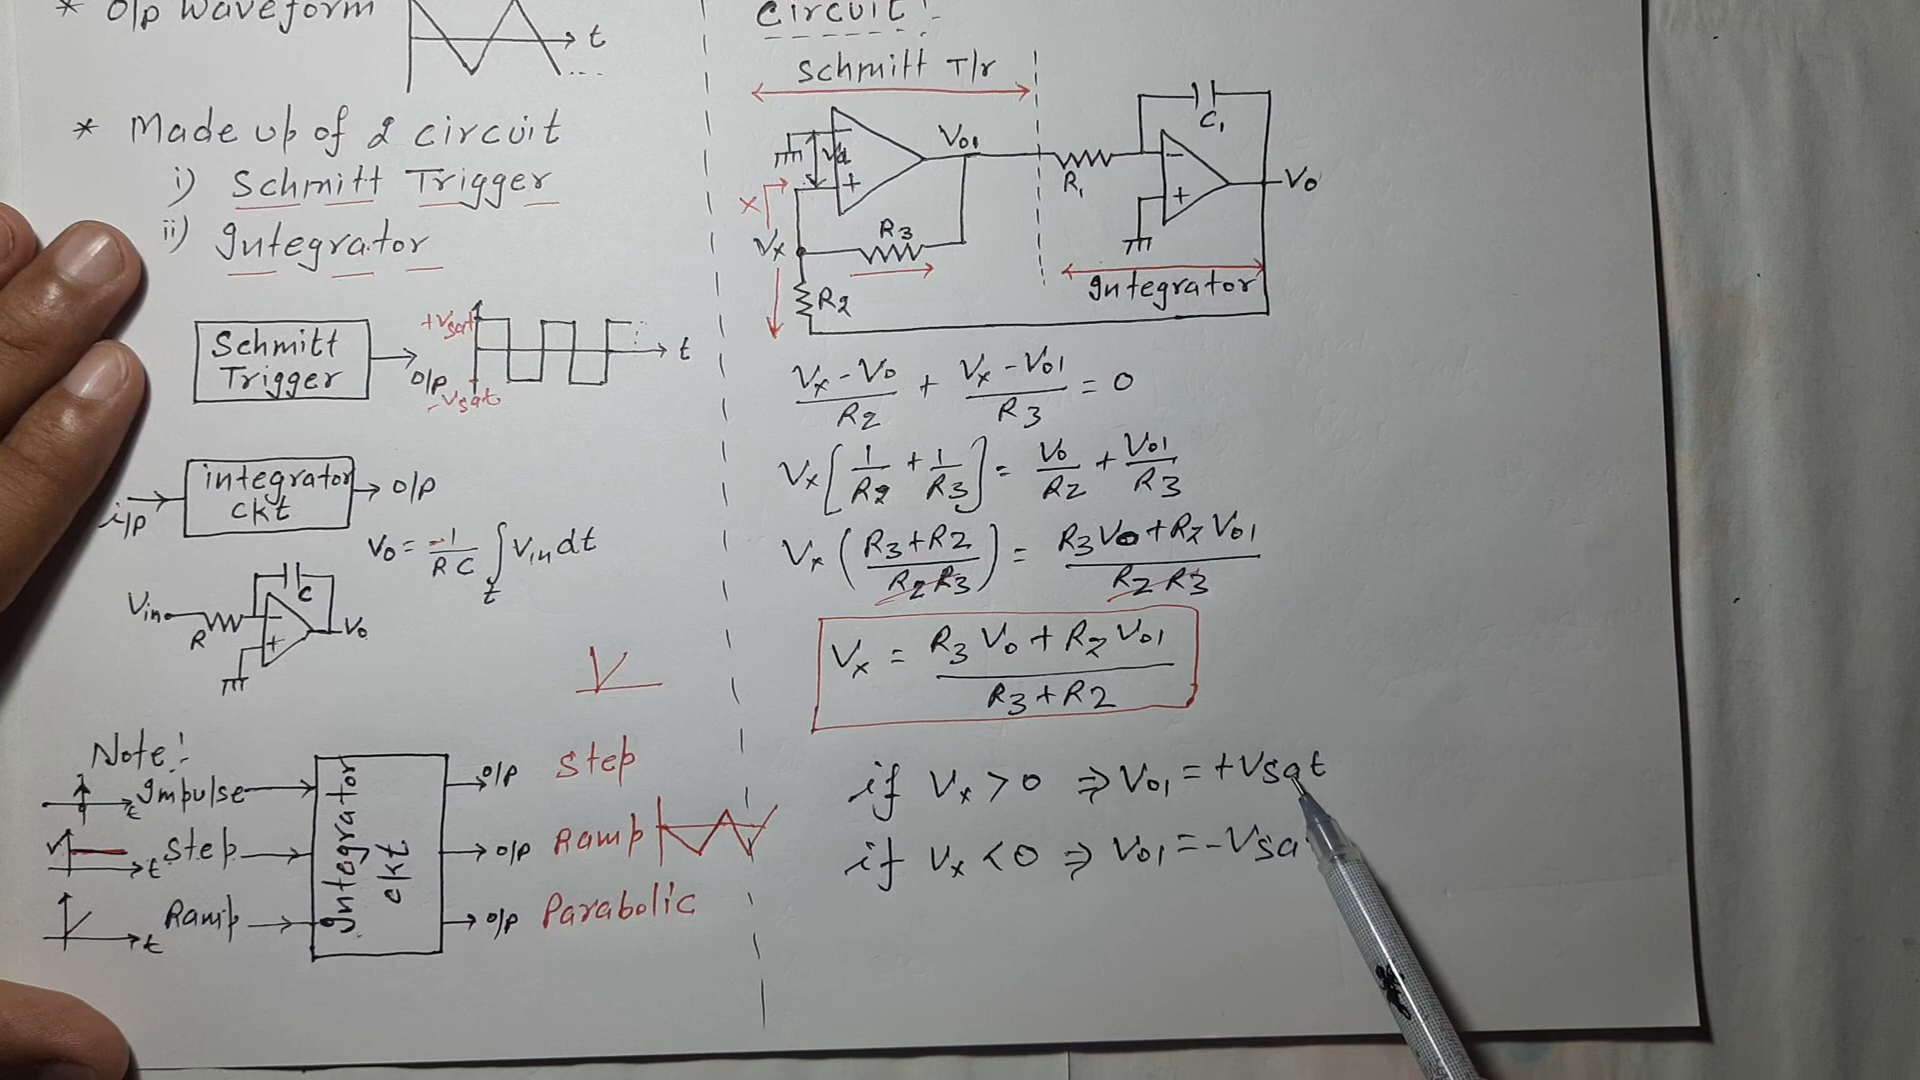 * O/p waveform
t
* Made up of 2 circuit
i) Schmitt Trigger
ii) Integrator
Schmitt
Trigger
O/p
+Vsat
-Vsat
t
i/p
integrator
ckt
O/P
V0 = -1/RC ∫t Vin dt
Vin
R
C
+
V0
Note:
t Impulse
O/P Step
t Step
O/P Ramp
t Ramp
O/P Parabolic
Integrator
ckt
Circuit:
Schmitt T/r
Vd
+
V01
R1
C1
-
+
V0
x
Vx
R3
R2
Integrator
Vx - V0/R2 + Vx - V01/R3 = 0
Vx [1/R2 + 1/R3] = V0/R2 + V01/R3
Vx (R3+R2/R2R3) = R3V0+R2V01/R2R3
Vx = R3V0 + R2V01/R3+R2
if Vx > 0 ⇒ V01 = +Vsat
if Vx < 0 ⇒ V01 = -Vsa